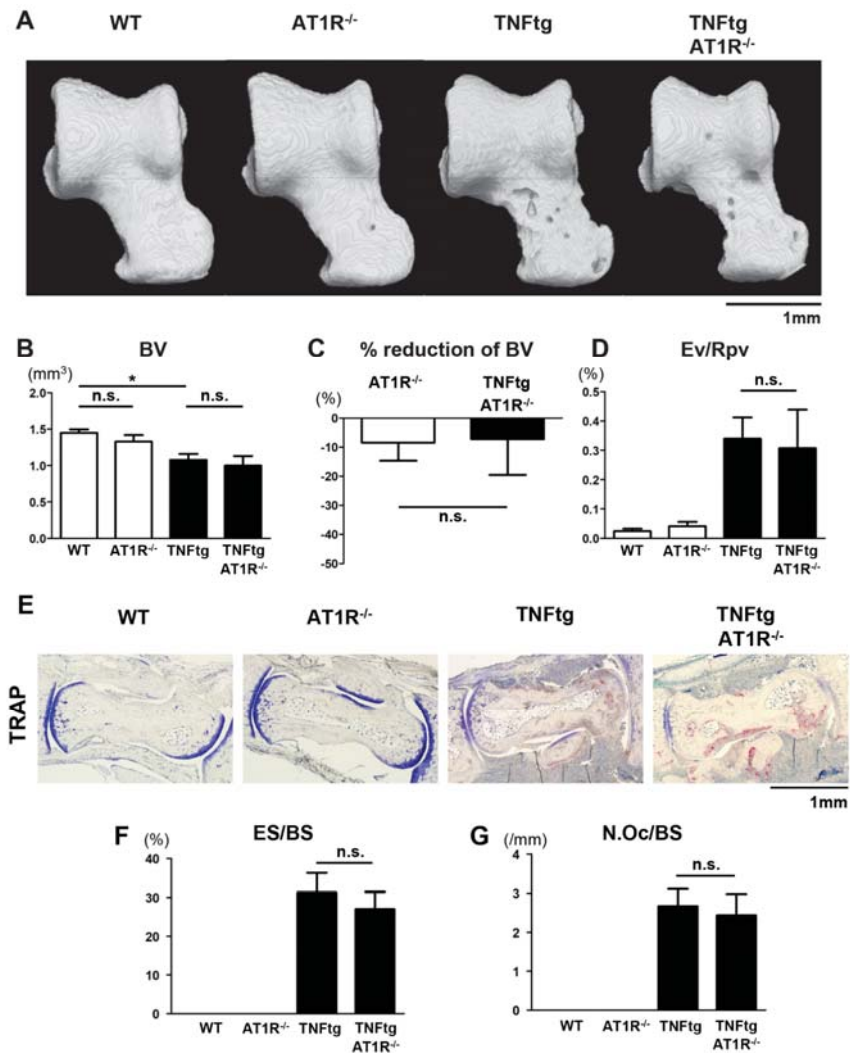 A
WT AT1R-/- TNFtg TNFtg
AT1R-/-
1mm
B BV
(mm3)
*
n.s. n.s.
2.0
1.5
1.0
0.5
0.0
WT AT1R-/- TNFtg TNFtg
AT1R-/-
C % reduction of BV
AT1R-/- TNFtg
AT1R-/-
(%)
0
-10
-20
-30
-40
-50
n.s.
D Ev/Rpv
(%)
n.s.
0.5
0.4
0.3
0.2
0.1
0.0
WT AT1R-/- TNFtg TNFtg
AT1R-/-
E
WT AT1R-/- TNFtg TNFtg
AT1R-/-
TRAP
1mm
F ES/BS
(%)
n.s.
40
30
20
10
0
WT AT1R-/- TNFtg TNFtg
AT1R-/-
G N.Oc/BS
(/mm)
n.s.
4
3
2
1
0
WT AT1R-/- TNFtg TNFtg
AT1R-/-